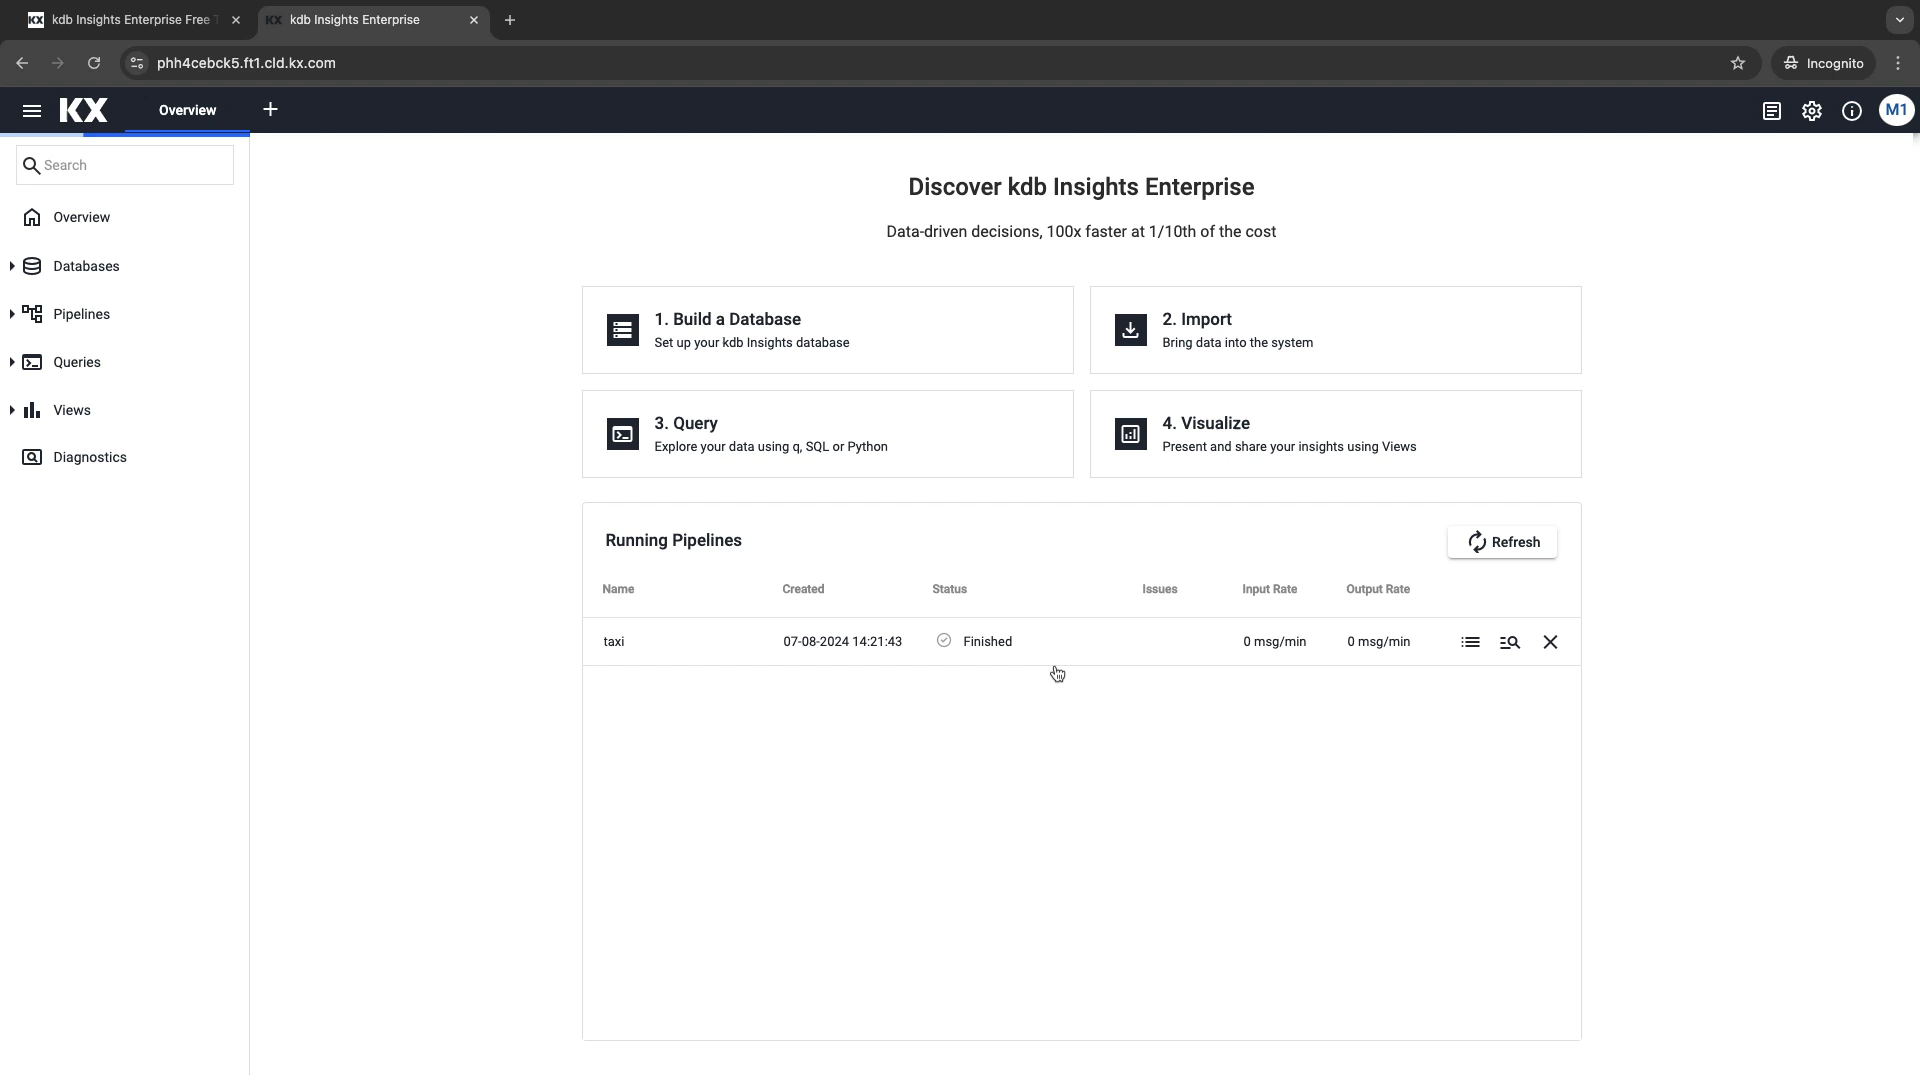 KX kdb Insights Enterprise Free
KX kdb Insights Enterprise
phh4cebck5.ft1.cld.kx.com
Incognito
KX
Overview
M1
Search
Overview
Databases
Pipelines
Queries
Views
Diagnostics
Discover kdb Insights Enterprise
Data-driven decisions, 100x faster at 1/10th of the cost
1. Build a Database
Set up your kdb Insights database
2. Import
Bring data into the system
3. Query
Explore your data using q, SQL or Python
4. Visualize
Present and share your insights using Views
Running Pipelines
Refresh
Name Created Status Issues Input Rate Output Rate
taxi 07-08-2024 14:21:43 Finished 0 msg/min 0 msg/min